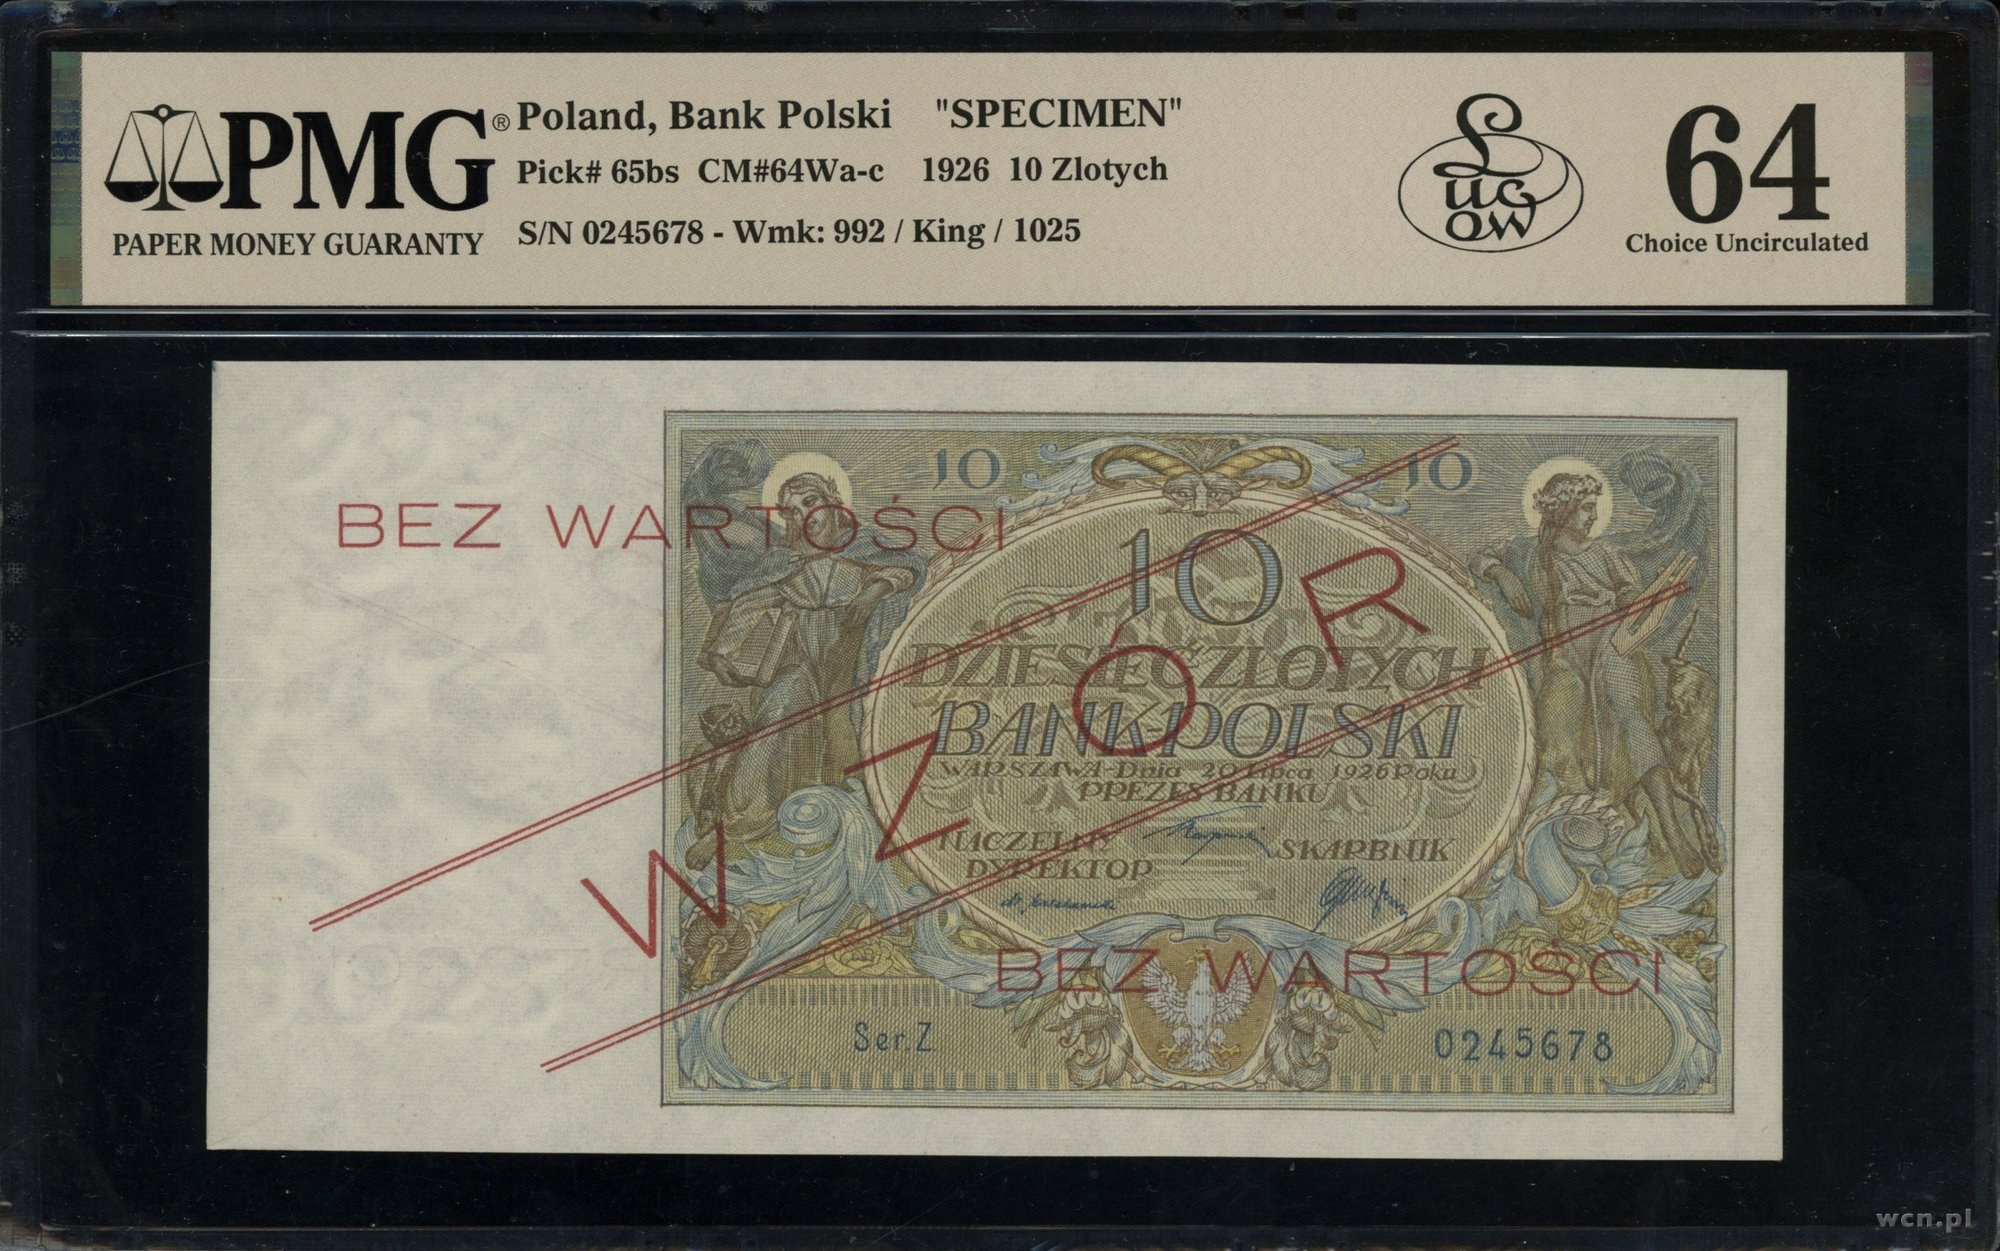 PMG®
PAPER MONEY GUARANTY
Poland, Bank Polski "SPECIMEN"
Pick# 65bs CM#64Wa-c 1926 10 Zlotych
S/N 0245678 - Wmk: 992 / King / 1025
Lugow
64
Choice Uncirculated
10 10
BEZ WARTOŚCI
10
DZIESIĘĆ ZŁOTYCH
BANK POLSKI
WARSZAWA-Dnia 20 Lipca 1926 Roku
PREZES BANKU
NACZELNY
DYREKTOR
SKARBNIK
WZÓR
BEZ WARTOŚCI
Ser. Z
0245678
wcn.pl